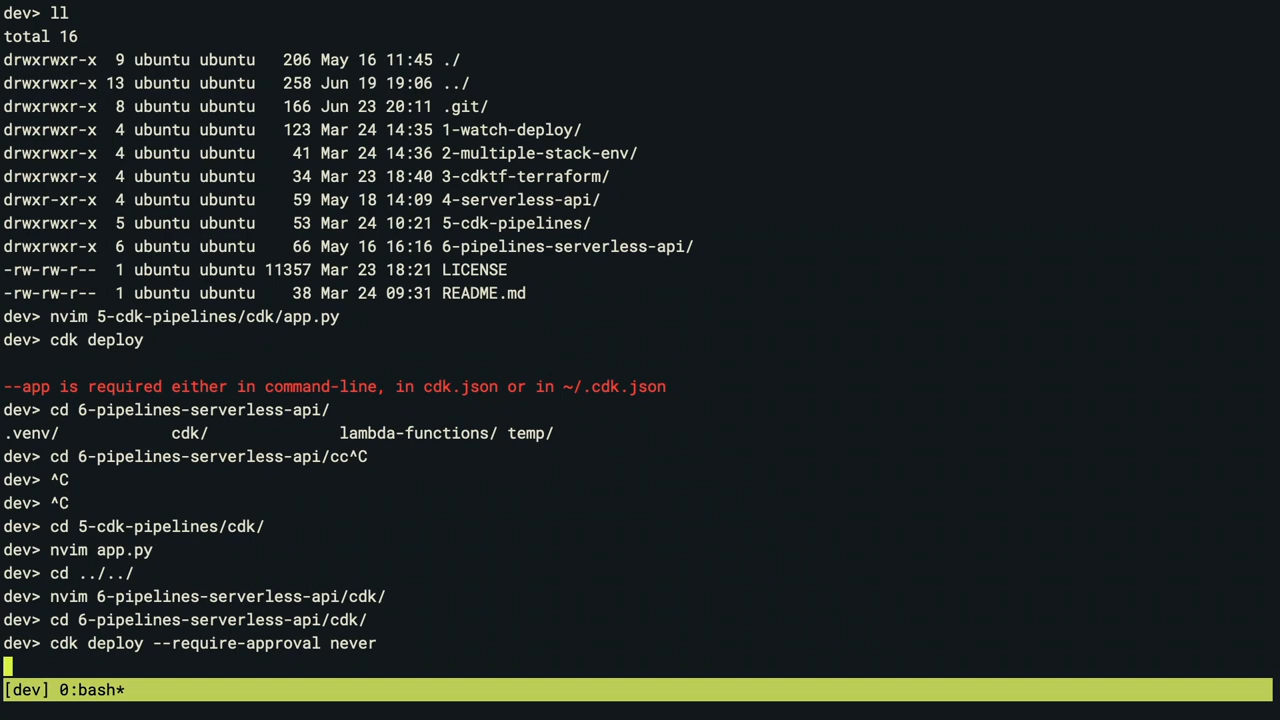 dev> ll
total 16
drwxrwxr-x  9 ubuntu ubuntu   206 May 16 11:45 ./
drwxrwxr-x 13 ubuntu ubuntu   258 Jun 19 19:06 ../
drwxrwxr-x  8 ubuntu ubuntu   166 Jun 23 20:11 .git/
drwxrwxr-x  4 ubuntu ubuntu   123 Mar 24 14:35 1-watch-deploy/
drwxrwxr-x  4 ubuntu ubuntu    41 Mar 24 14:36 2-multiple-stack-env/
drwxrwxr-x  4 ubuntu ubuntu    34 Mar 23 18:40 3-cdktf-terraform/
drwxr-xr-x  4 ubuntu ubuntu    59 May 18 14:09 4-serverless-api/
drwxrwxr-x  5 ubuntu ubuntu    53 Mar 24 10:21 5-cdk-pipelines/
drwxrwxr-x  6 ubuntu ubuntu    66 May 16 16:16 6-pipelines-serverless-api/
-rw-rw-r--  1 ubuntu ubuntu 11357 Mar 23 18:21 LICENSE
-rw-rw-r--  1 ubuntu ubuntu    38 Mar 24 09:31 README.md
dev> nvim 5-cdk-pipelines/cdk/app.py
dev> cdk deploy
--app is required either in command-line, in cdk.json or in ~/.cdk.json
dev> cd 6-pipelines-serverless-api/
.venv/            cdk/              lambda-functions/ temp/
dev> cd 6-pipelines-serverless-api/cc^C
dev> ^C
dev> ^C
dev> cd 5-cdk-pipelines/cdk/
dev> nvim app.py
dev> cd ../../
dev> nvim 6-pipelines-serverless-api/cdk/
dev> cd 6-pipelines-serverless-api/cdk/
dev> cdk deploy --require-approval never
[dev] 0:bash*